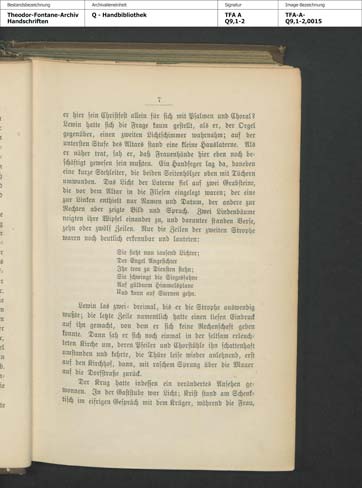 Bestandsbezeichnung
Theodor-Fontane-Archiv
Handschriften
Archivalieneinheit
Q - Handbibliothek
Signatur
TFA A
Q9,1-2
Image-Bezeichnung
TFA-A-
Q9,1-2,0015
7
er hier sein Christfest allein für sich mit Psalmen und Choral?
Lewin hatte sich die Frage kaum gestellt, als er, der Orgel
gegenüber, einen zweiten Lichtschimmer wahrnahm; auf der
untersten Stufe des Altars stand eine kleine Hauslaterne. Als
er näher trat, sah er, daß Frauenhände hier eben noch be-
schäftigt gewesen sein mußten. Ein Handfeger lag da, daneben
eine kurze Stehleiter, die beiden Seitenhölzer oben mit Tüchern
umwunden. Das Licht der Laterne fiel auf zwei Grabsteine,
die vor dem Altar in die Fliesen eingelegt waren; der eine
zur Linken enthielt nur Namen und Datum, der andere zur
Rechten aber zeigte Bild und Spruch. Zwei Lindenbäume
neigten ihre Wipfel einander zu, und darunter standen Verse,
zehn oder zwölf Zeilen. Nur die Zeilen der zweiten Strophe
waren noch deutlich erkennbar und lauteten:
Sie sieht nun tausend Lichter;
Der Engel Angesichter
Ihr treu zu Diensten stehn;
Sie schwingt die Siegesfahne
Auf güldnem Himmelsplane
Und kann auf Sternen gehn.
Lewin las zwei- dreimal, bis er die Strophe auswendig
wußte; die letzte Zeile namentlich hatte einen tiefen Eindruck
auf ihn gemacht, von dem er sich keine Rechenschaft geben
konnte. Dann sah er sich noch einmal in der seltsam erleuch-
teten Kirche um, deren Pfeiler und Chorstühle ihn schattenhaft
umstanden und kehrte, die Thüre leise wieder anlehnend, erst
auf den Kirchhof, dann, mit raschem Sprung über die Mauer
auf die Dorfstraße zurück.
Der Krug hatte indessen ein verändertes Ansehen ge-
wonnen. In der Gaststube war Licht; Krist stand am Schenk-
tisch im eifrigen Gespräch mit dem Krüger, während die Frau,